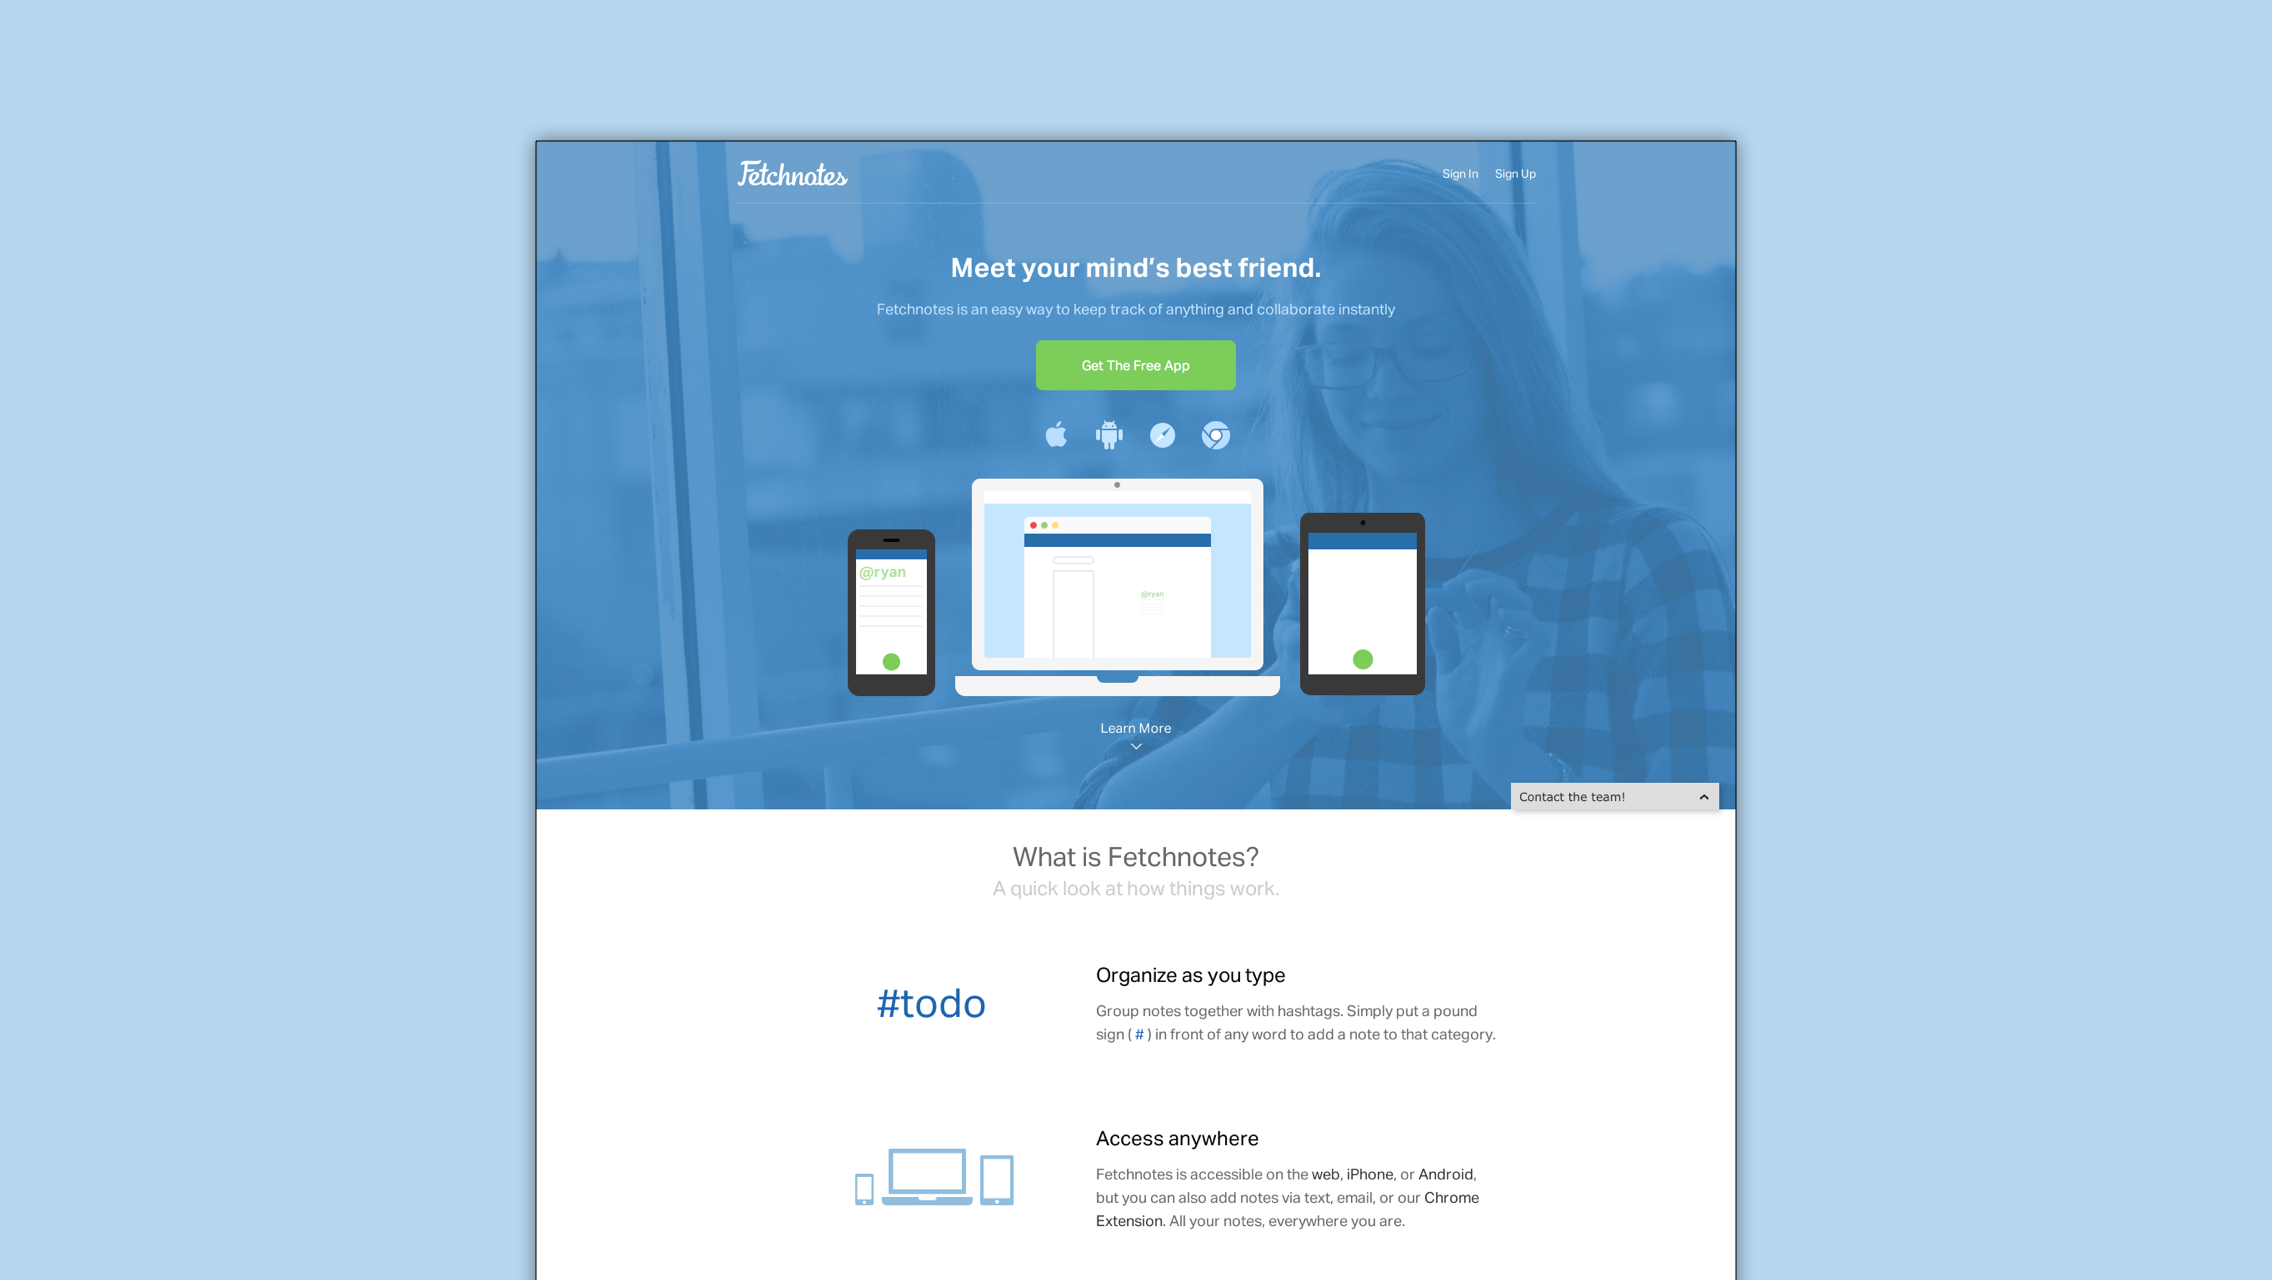 Fetchnotes
Sign In Sign Up
Meet your mind's best friend.
Fetchnotes is an easy way to keep track of anything and collaborate instantly
Get The Free App
@ryan
@ryan
Learn More
Contact the team!
What is Fetchnotes?
A quick look at how things work.
#todo
Organize as you type
Group notes together with hashtags. Simply put a pound
sign ( # ) in front of any word to add a note to that category.
Access anywhere
Fetchnotes is accessible on the web, iPhone, or Android,
but you can also add notes via text, email, or our Chrome
Extension. All your notes, everywhere you are.